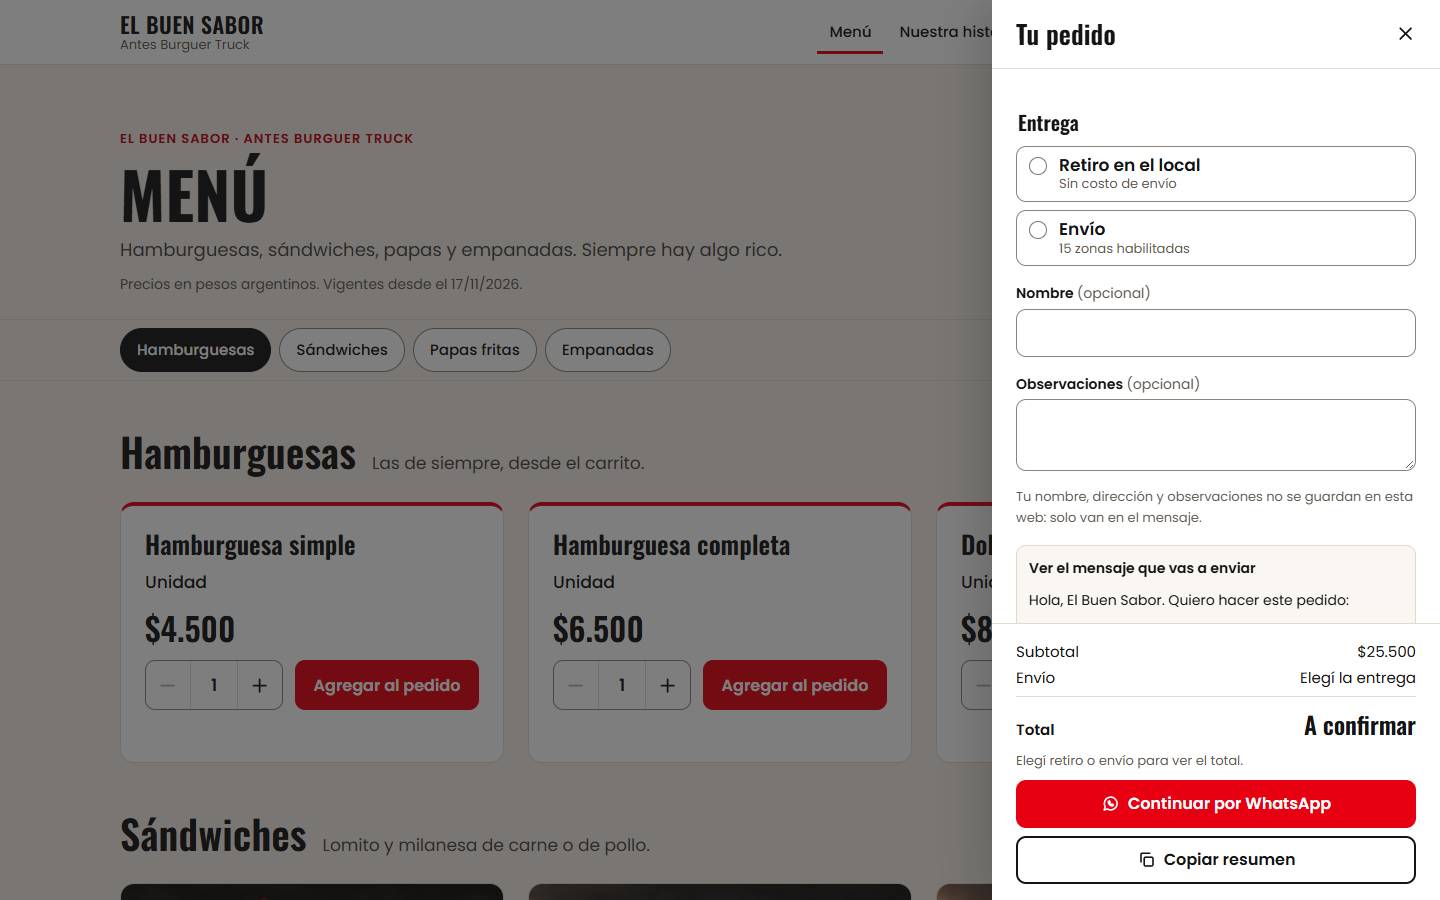 EL BUEN SABOR
Antes Burguer Truck
Menú
Nuestra
EL BUEN SABOR · ANTES BURGUER TRUCK
MENÚ
Hamburguesas, sándwiches, papas y empanadas. Siempre hay algo rico.
Precios en pesos argentinos. Vigentes desde el 17/11/2026.
Hamburguesas
Sándwiches
Papas fritas
Empanadas
Hamburguesas
Las de siempre, desde el carrito.
Hamburguesa simple
Unidad
$4.500
1
Agregar al pedido
Hamburguesa completa
Unidad
$6.500
1
Agregar al pedido
Sándwiches
Lomito y milanesa de carne o de pollo.
Tu pedido
Entrega
Retiro en el local
Sin costo de envío
Envío
15 zonas habilitadas
Nombre (opcional)
Observaciones (opcional)
Tu nombre, dirección y observaciones no se guardan en esta
web: solo van en el mensaje.
Ver el mensaje que vas a enviar
Hola, El Buen Sabor. Quiero hacer este pedido:
Subtotal $25.500
Envío Elegí la entrega
Total A confirmar
Elegí retiro o envío para ver el total.
Continuar por WhatsApp
Copiar resumen